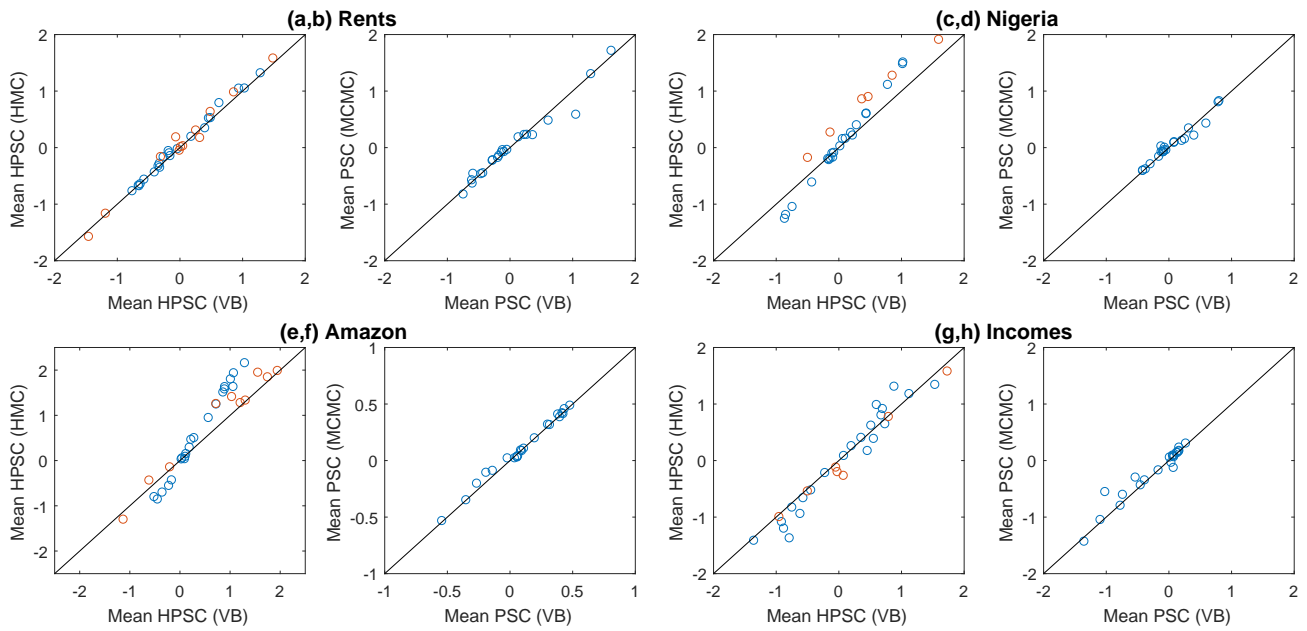 (a,b) Rents
(c,d) Nigeria
2
1
0
-1
-2
-2 -1 0 1 2
Mean HPSC (HMC)
Mean HPSC (VB)
2
1
0
-1
-2
-2 -1 0 1 2
Mean PSC (MCMC)
Mean PSC (VB)
2
1
0
-1
-2
-2 -1 0 1 2
Mean HPSC (HMC)
Mean HPSC (VB)
2
1
0
-1
-2
-2 -1 0 1 2
Mean PSC (MCMC)
Mean PSC (VB)
(e,f) Amazon
(g,h) Incomes
2
1
0
-1
-2
-2 -1 0 1 2
Mean HPSC (HMC)
Mean HPSC (VB)
1
0.5
0
-0.5
-1
-1 -0.5 0 0.5 1
Mean PSC (MCMC)
Mean PSC (VB)
2
1
0
-1
-2
-2 -1 0 1 2
Mean HPSC (HMC)
Mean HPSC (VB)
2
1
0
-1
-2
-2 -1 0 1 2
Mean PSC (MCMC)
Mean PSC (VB)